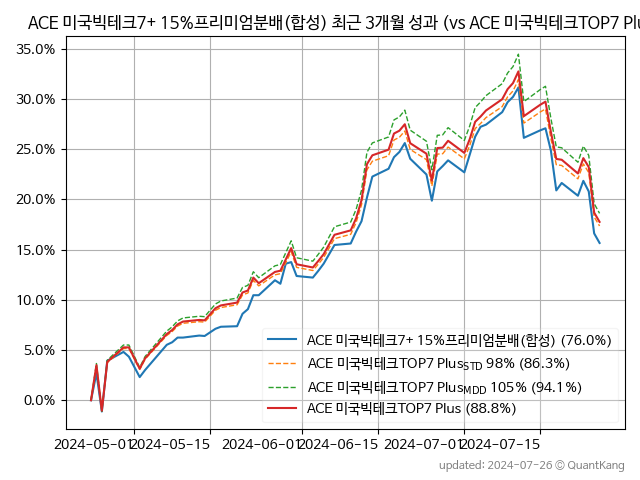 ACE 미국빅테크7+ 15%프리미엄분배(합성) 최근 3개월 성과 (vs ACE 미국빅테크TOP7 Plu
35.0%
30.0%
25.0%
20.0%
15.0%
10.0%
5.0%
0.0%
ACE 미국빅테크7+ 15%프리미엄분배(합성) (76.0%)
ACE 미국빅테크TOP7 PlusSTD 98% (86.3%)
ACE 미국빅테크TOP7 PlusMDD 105% (94.1%)
ACE 미국빅테크TOP7 Plus (88.8%)
2024-05-01 2024-05-15 2024-06-01 2024-06-15 2024-07-01 2024-07-15
updated: 2024-07-26 © QuantKang